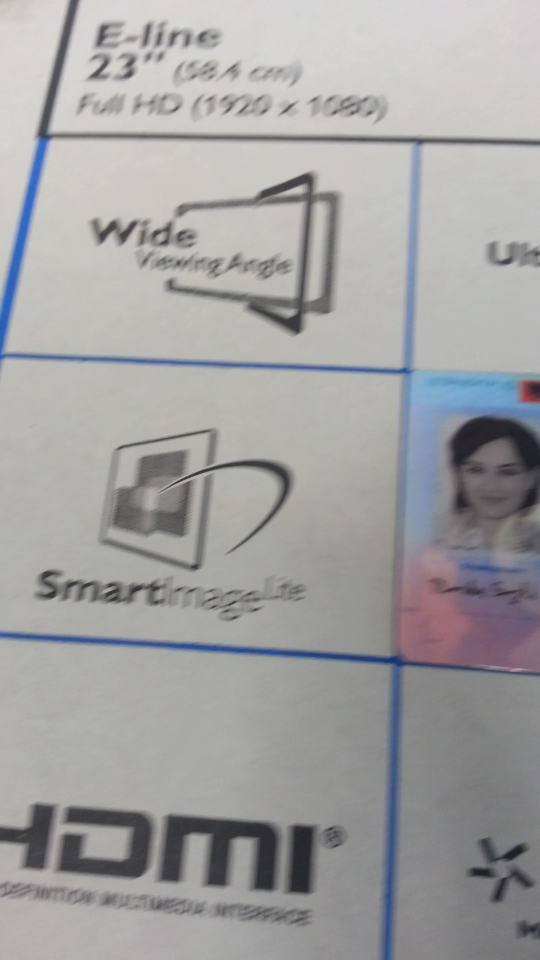 E-line
23" (58.4 cm)
Full HD (1920 x 1080)
Wide
Viewing Angle
Ult
SmartImage Lite
HDMI®
DEFINITION MULTIMEDIA INTERFACE